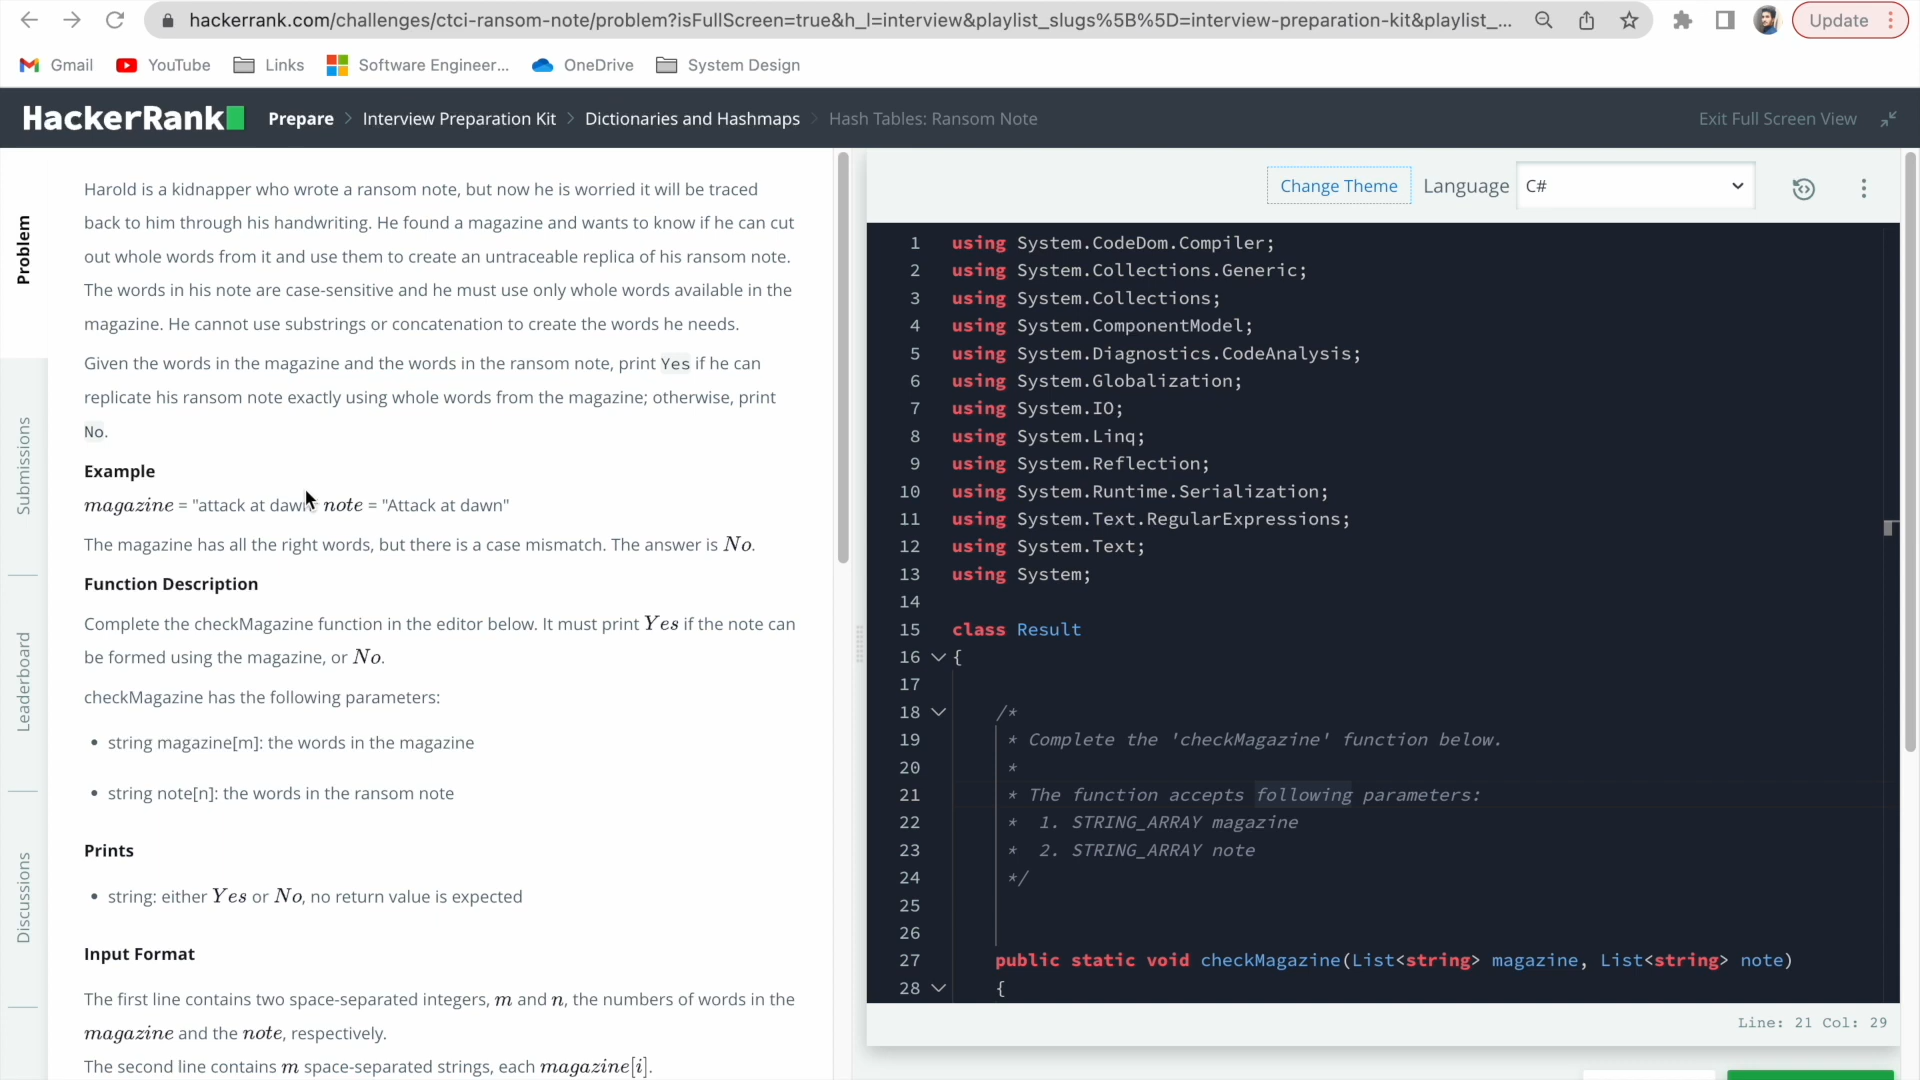 hackerrank.com/challenges/ctci-ransom-note/problem?isFullScreen=true&h_l=interview&playlist_slugs%5B%5D=interview-preparation-kit&playlist_...
Update
Gmail YouTube Links Software Engineer... OneDrive System Design
HackerRank Prepare > Interview Preparation Kit > Dictionaries and Hashmaps > Hash Tables: Ransom Note Exit Full Screen View
Problem
Submissions
Leaderboard
Discussions
Harold is a kidnapper who wrote a ransom note, but now he is worried it will be traced
back to him through his handwriting. He found a magazine and wants to know if he can cut
out whole words from it and use them to create an untraceable replica of his ransom note.
The words in his note are case-sensitive and he must use only whole words available in the
magazine. He cannot use substrings or concatenation to create the words he needs.
Given the words in the magazine and the words in the ransom note, print Yes if he can
replicate his ransom note exactly using whole words from the magazine; otherwise, print
No.
Example
magazine = "attack at dawn" note = "Attack at dawn"
The magazine has all the right words, but there is a case mismatch. The answer is No.
Function Description
Complete the checkMagazine function in the editor below. It must print Yes if the note can
be formed using the magazine, or No.
checkMagazine has the following parameters:
• string magazine[m]: the words in the magazine
• string note[n]: the words in the ransom note
Prints
• string: either Yes or No, no return value is expected
Input Format
The first line contains two space-separated integers, m and n, the numbers of words in the
magazine and the note, respectively.
The second line contains m space-separated strings, each magazine[i].
Change Theme Language C#
1 using System.CodeDom.Compiler;
2 using System.Collections.Generic;
3 using System.Collections;
4 using System.ComponentModel;
5 using System.Diagnostics.CodeAnalysis;
6 using System.Globalization;
7 using System.IO;
8 using System.Linq;
9 using System.Reflection;
10 using System.Runtime.Serialization;
11 using System.Text.RegularExpressions;
12 using System.Text;
13 using System;
14
15 class Result
16 {
17
18 /*
19 * Complete the 'checkMagazine' function below.
20 *
21 * The function accepts following parameters:
22 * 1. STRING_ARRAY magazine
23 * 2. STRING_ARRAY note
24 */
25
26
27 public static void checkMagazine(List<string> magazine, List<string> note)
28 {
Line: 21 Col: 29